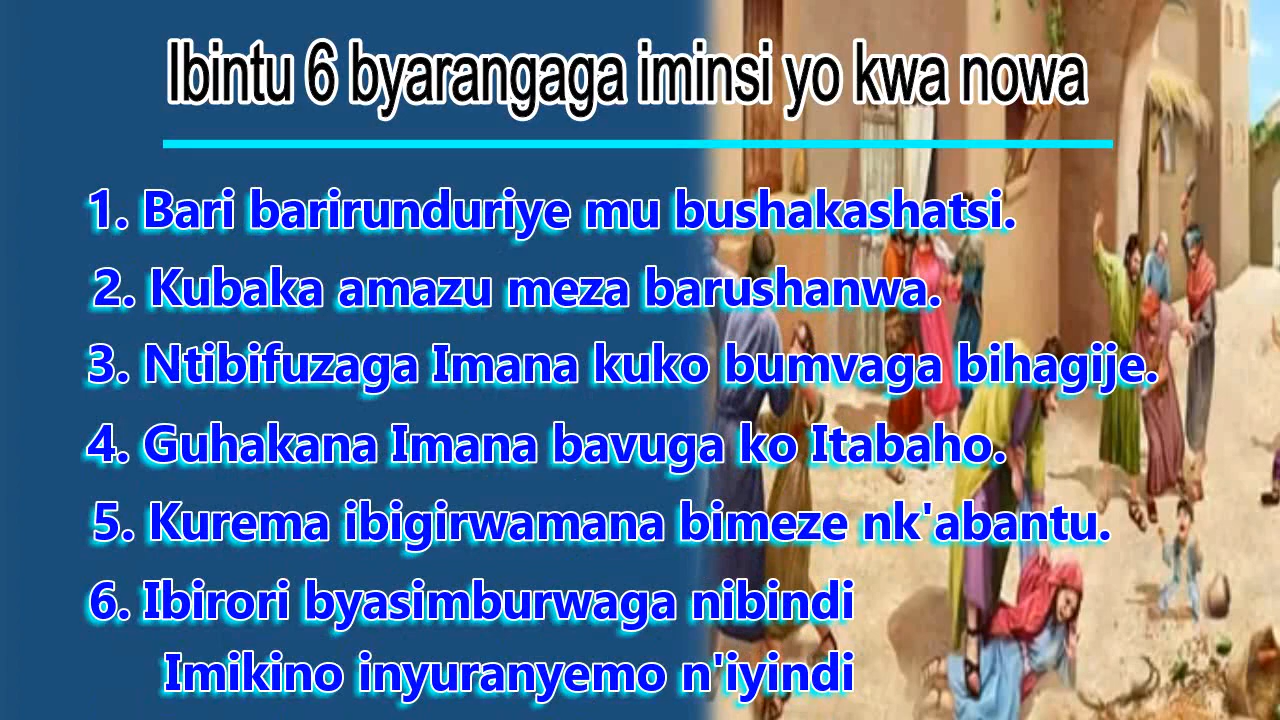 Ibintu 6 byarangaga iminsi yo kwa nowa
1. Bari barirunduriye mu bushakashatsi.
2. Kubaka amazu meza barushanwa.
3. Ntibifuzaga Imana kuko bumvaga bihagije.
4. Guhakana Imana bavuga ko Itabaho.
5. Kurema ibigirwamana bimeze nk'abantu.
6. Ibirori byasimburwaga nibindi
Imikino inyuranyemo n'iyindi